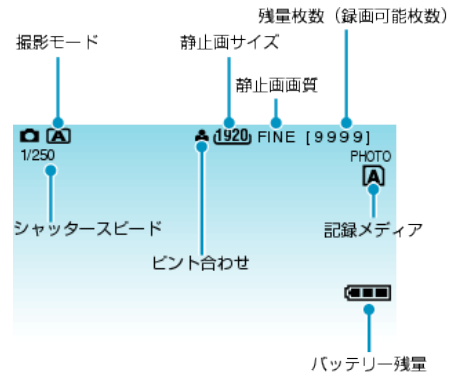 残量枚数（録画可能枚数）
撮影モード
静止画サイズ
静止画画質
A 1920 FINE [9999]
1/250
PHOTO
A
シャッタースピード
記録メディア
ピント合わせ
バッテリー残量